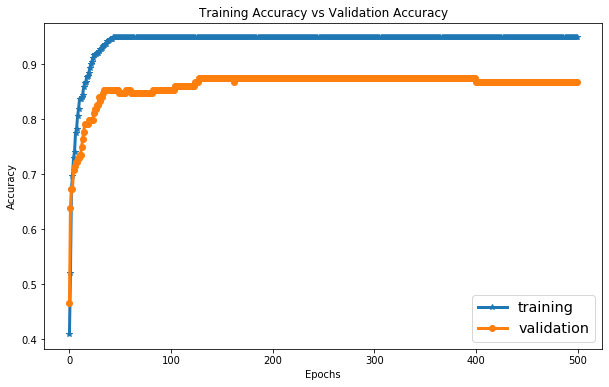 Training Accuracy vs Validation Accuracy
Accuracy
0.9
0.8
0.7
0.6
0.5
0.4
0 100 200 300 400 500
Epochs
training
validation